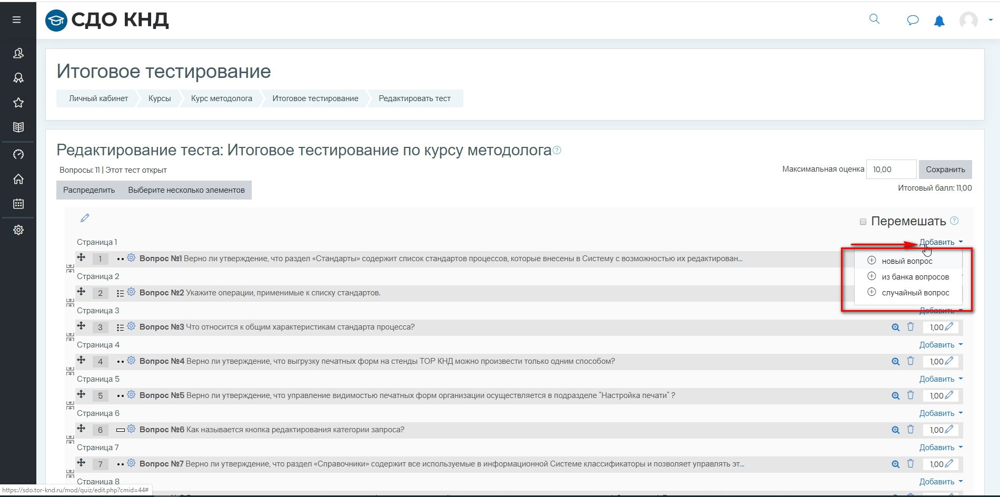 СДО КНД
Итоговое тестирование
Личный кабинет Курсы Курс методолога Итоговое тестирование Редактировать тест
Редактирование теста: Итоговое тестирование по курсу методолога
Вопросы: 11 | Этот тест открыт
Максимальная оценка 10,00 Сохранить
Итоговый балл: 11,00
Распределить Выберите несколько элементов
Перемешать
Страница 1 Добавить
1 Вопрос №1 Верно ли утверждение, что раздел «Стандарты» содержит список стандартов процессов, которые внесены в Систему с возможностью их редактирован...
новый вопрос
Страница 2
из банка вопросов
2 Вопрос №2 Укажите операции, применимые к списку стандартов.
случайный вопрос
Страница 3 Добавить
3 Вопрос №3 Что относится к общим характеристикам стандарта процесса? 1,00
Страница 4 Добавить
4 Вопрос №4 Верно ли утверждение, что выгрузку печатных форм на стенды ТОР КНД можно произвести только одним способом? 1,00
Страница 5 Добавить
5 Вопрос №5 Верно ли утверждение, что управление видимостью печатных форм организации осуществляется в подразделе "Настройка печати" ? 1,00
Страница 6 Добавить
6 Вопрос №6 Как называется кнопка редактирования категории запроса? 1,00
Страница 7 Добавить
7 Вопрос №7 Верно ли утверждение, что раздел «Справочники» содержит все используемые в информационной Системе классификаторы и позволяет управлять эт... 1,00
Страница 8 Добавить
https://sdo.tor-knd.ru/mod/quiz/edit.php?cmid=44#